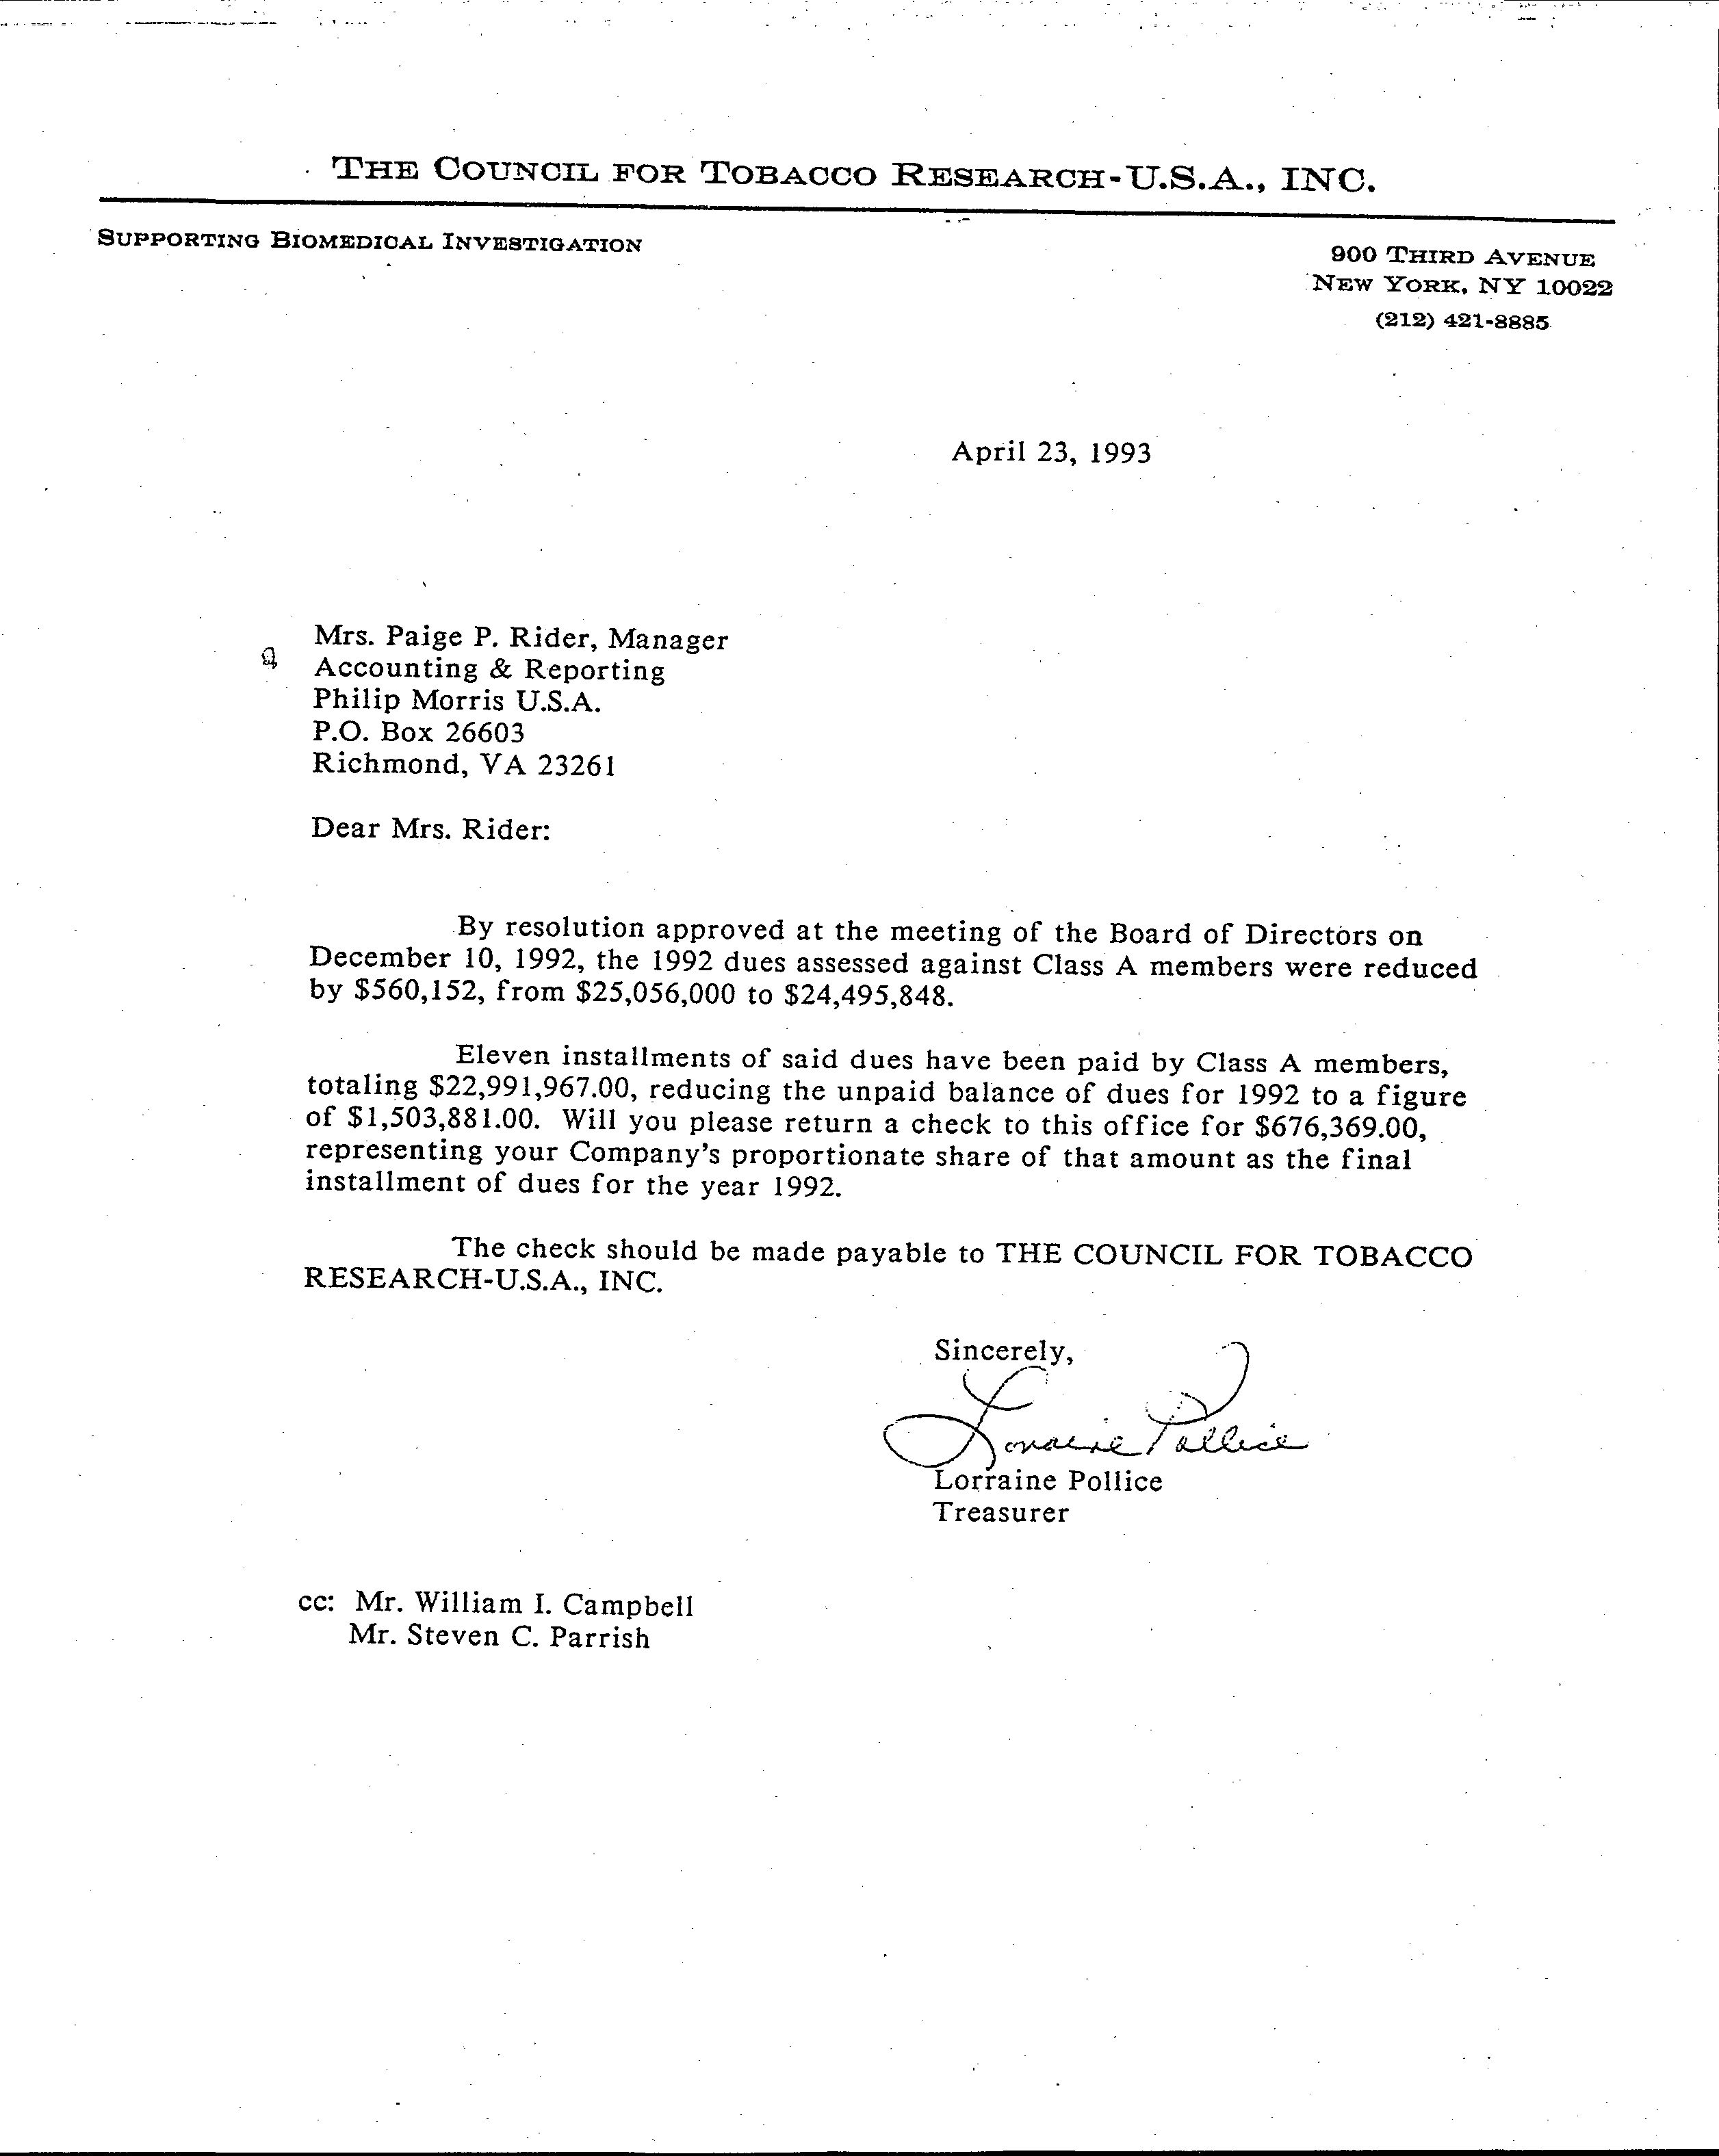 THE COUNCIL FOR TOBACCO RESEARCH-U.S.A., INC.
SUPPORTING BIOMEDICAL INVESTIGATION
900 THIRD AVENUE
NEW YORK, NY 10022
(212) 421-8885
April 23, 1993
Mrs. Paige P. Rider, Manager
Accounting & Reporting
Philip Morris U.S.A.
P.O. Box 26603
Richmond, VA 23261
Dear Mrs. Rider:
By resolution approved at the meeting of the Board of Directors on
December 10, 1992, the 1992 dues assessed against Class A members were reduced
by $560,152, from $25,056,000 to $24,495,848.
Eleven installments of said dues have been paid by Class A members,
totaling $22,991,967.00, reducing the unpaid balance of dues for 1992 to a figure
of $1,503,881.00. Will you please return a check to this office for $676,369.00,
representing your Company's proportionate share of that amount as the final
installment of dues for the year 1992.
The check should be made payable to THE COUNCIL FOR TOBACCO
RESEARCH-U.S.A., INC.
Sincerely,
Lorraine Pollice
Lorraine Pollice
Treasurer
cc: Mr. William I. Campbell
Mr. Steven C. Parrish